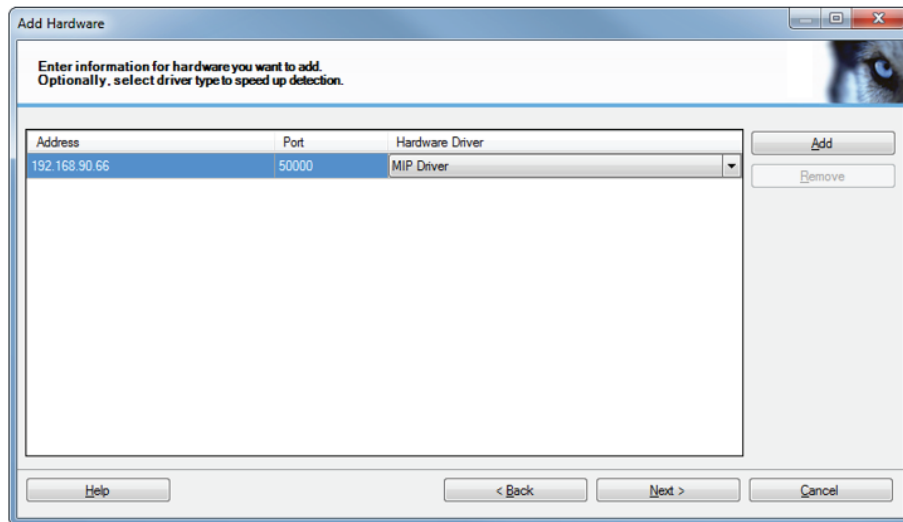 Add Hardware
Enter information for hardware you want to add.
Optionally, select driver type to speed up detection.
Address Port Hardware Driver
192.168.90.66 50000 MIP Driver
Add
Remove
Help < Back Next > Cancel